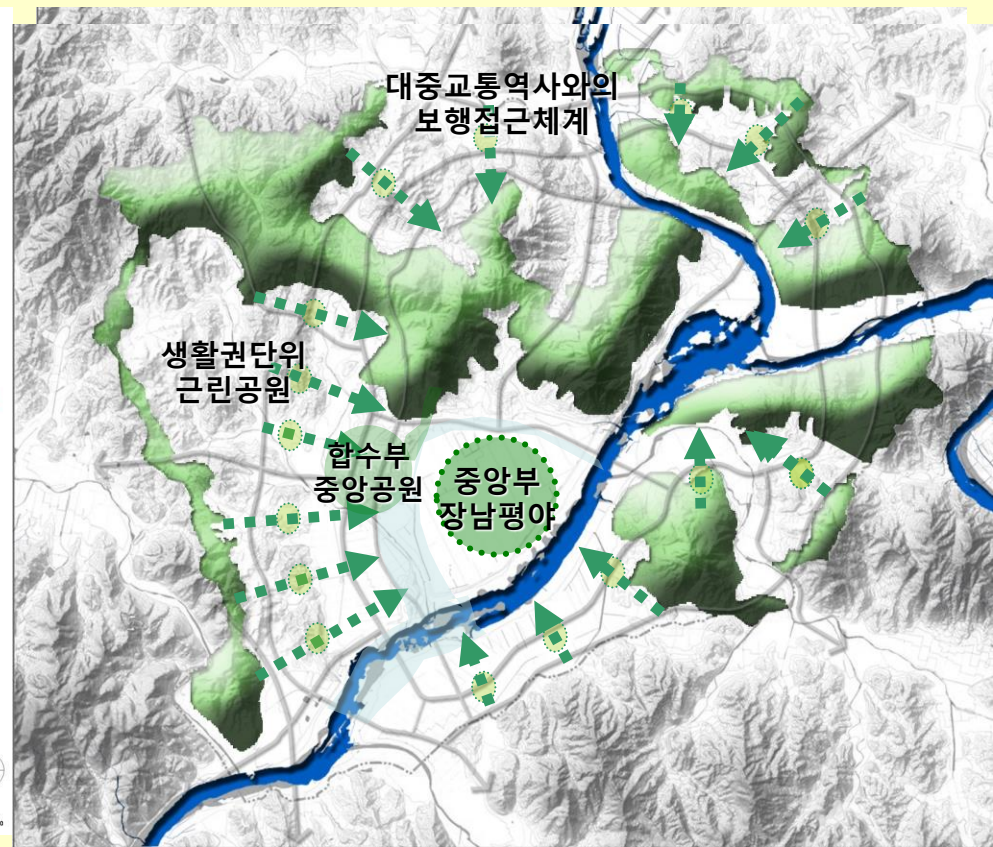 대중교통역사와의
보행접근체계
생활권단위
근린공원
합수부
중앙공원
중앙부
장남평야